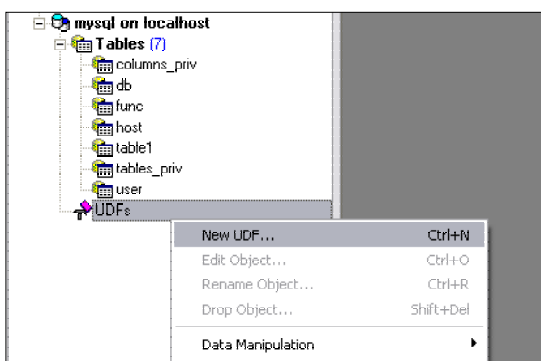 mysql on localhost
Tables (7)
columns_priv
db
func
host
table1
tables_priv
user
UDFs
New UDF... Ctrl+N
Edit Object... Ctrl+O
Rename Object... Ctrl+R
Drop Object... Shift+Del
Data Manipulation